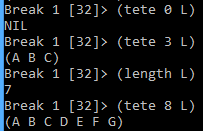 Break 1 [32]> (tete 0 L)
NIL
Break 1 [32]> (tete 3 L)
(A B C)
Break 1 [32]> (length L)
7
Break 1 [32]> (tete 8 L)
(A B C D E F G)